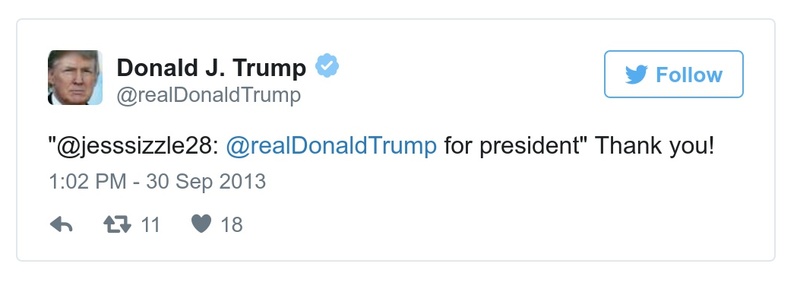 Donald J. Trump
@realDonaldTrump
Follow
"@jesssizzle28: @realDonaldTrump for president" Thank you!
1:02 PM - 30 Sep 2013
11 18